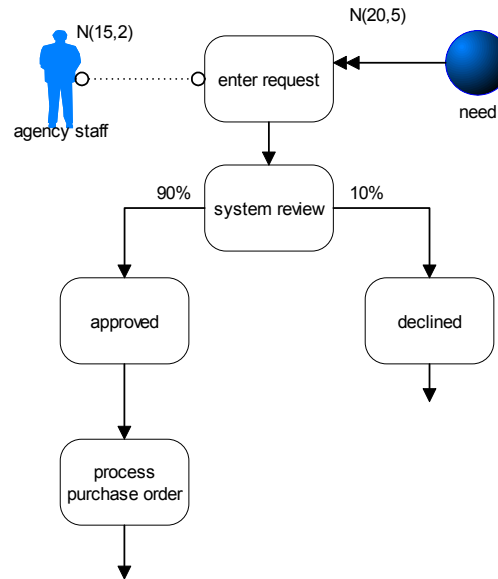 N(15,2)
N(20,5)
enter request
agency staff
need
90%
10%
system review
approved
declined
process
purchase order